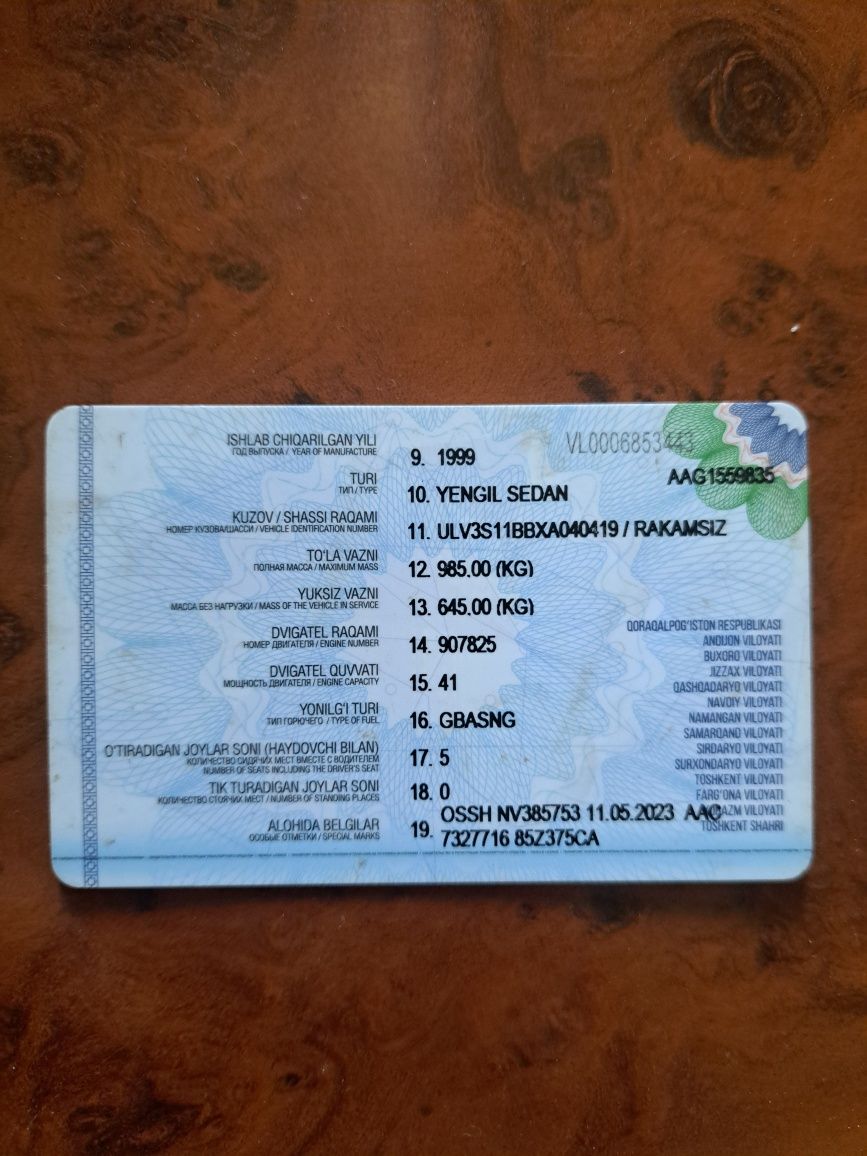 VL0006853443
AAG1559835
ISHLAB CHIQARILGAN YILI
ГОД ВЫПУСКА / YEAR OF MANUFACTURE
9. 1999
TURI
ТИП / TYPE
10. YENGIL SEDAN
KUZOV / SHASSI RAQAMI
НОМЕР КУЗОВА/ШАССИ / VEHICLE IDENTIFICATION NUMBER
11. ULV3S11BBXA040419 / RAKAMSIZ
TO'LA VAZNI
ПОЛНАЯ МАССА / MAXIMUM MASS
12. 985.00 (KG)
YUKSIZ VAZNI
МАССА БЕЗ НАГРУЗКИ / MASS OF THE VEHICLE IN SERVICE
13. 645.00 (KG)
DVIGATEL RAQAMI
НОМЕР ДВИГАТЕЛЯ / ENGINE NUMBER
14. 907825
DVIGATEL QUVVATI
МОЩНОСТЬ ДВИГАТЕЛЯ / ENGINE CAPACITY
15. 41
YONILG'I TURI
ТИП ГОРЮЧЕГО / TYPE OF FUEL
16. GBASNG
O'TIRADIGAN JOYLAR SONI (HAYDOVCHI BILAN)
КОЛИЧЕСТВО СИДЯЧИХ МЕСТ ВМЕСТЕ С ВОДИТЕЛЕМ
NUMBER OF SEATS INCLUDING THE DRIVER'S SEAT
17. 5
TIK TURADIGAN JOYLAR SONI
КОЛИЧЕСТВО СТОЯЧИХ МЕСТ / NUMBER OF STANDING PLACES
18. 0
ALOHIDA BELGILAR
ОСОБЫЕ ОТМЕТКИ / SPECIAL MARKS
19. OSSH NV385753 11.05.2023 AAC
7327716 85Z375CA
QORAQALPOG'ISTON RESPUBLIKASI
ANDIJON VILOYATI
BUXORO VILOYATI
JIZZAX VILOYATI
QASHQADARYO VILOYATI
NAVOIY VILOYATI
NAMANGAN VILOYATI
SAMARQAND VILOYATI
SIRDARYO VILOYATI
SURXONDARYO VILOYATI
TOSHKENT VILOYATI
FARG'ONA VILOYATI
VILOYATI
TOSHKENT SHAHRI